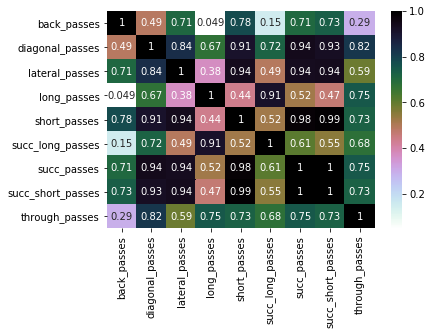 back_passes 1 0.49 0.71 0.049 0.78 0.15 0.71 0.73 0.29
diagonal_passes 0.49 1 0.84 0.67 0.91 0.72 0.94 0.93 0.82
lateral_passes 0.71 0.84 1 0.38 0.94 0.49 0.94 0.94 0.59
long_passes 0.049 0.67 0.38 1 0.44 0.91 0.52 0.47 0.75
short_passes 0.78 0.91 0.94 0.44 1 0.52 0.98 0.99 0.73
succ_long_passes 0.15 0.72 0.49 0.91 0.52 1 0.61 0.55 0.68
succ_passes 0.71 0.94 0.94 0.52 0.98 0.61 1 1 0.75
succ_short_passes 0.73 0.93 0.94 0.47 0.99 0.55 1 1 0.73
through_passes 0.29 0.82 0.59 0.75 0.73 0.68 0.75 0.73 1
back_passes
diagonal_passes
lateral_passes
long_passes
short_passes
succ_long_passes
succ_passes
succ_short_passes
through_passes
1.0
0.8
0.6
0.4
0.2